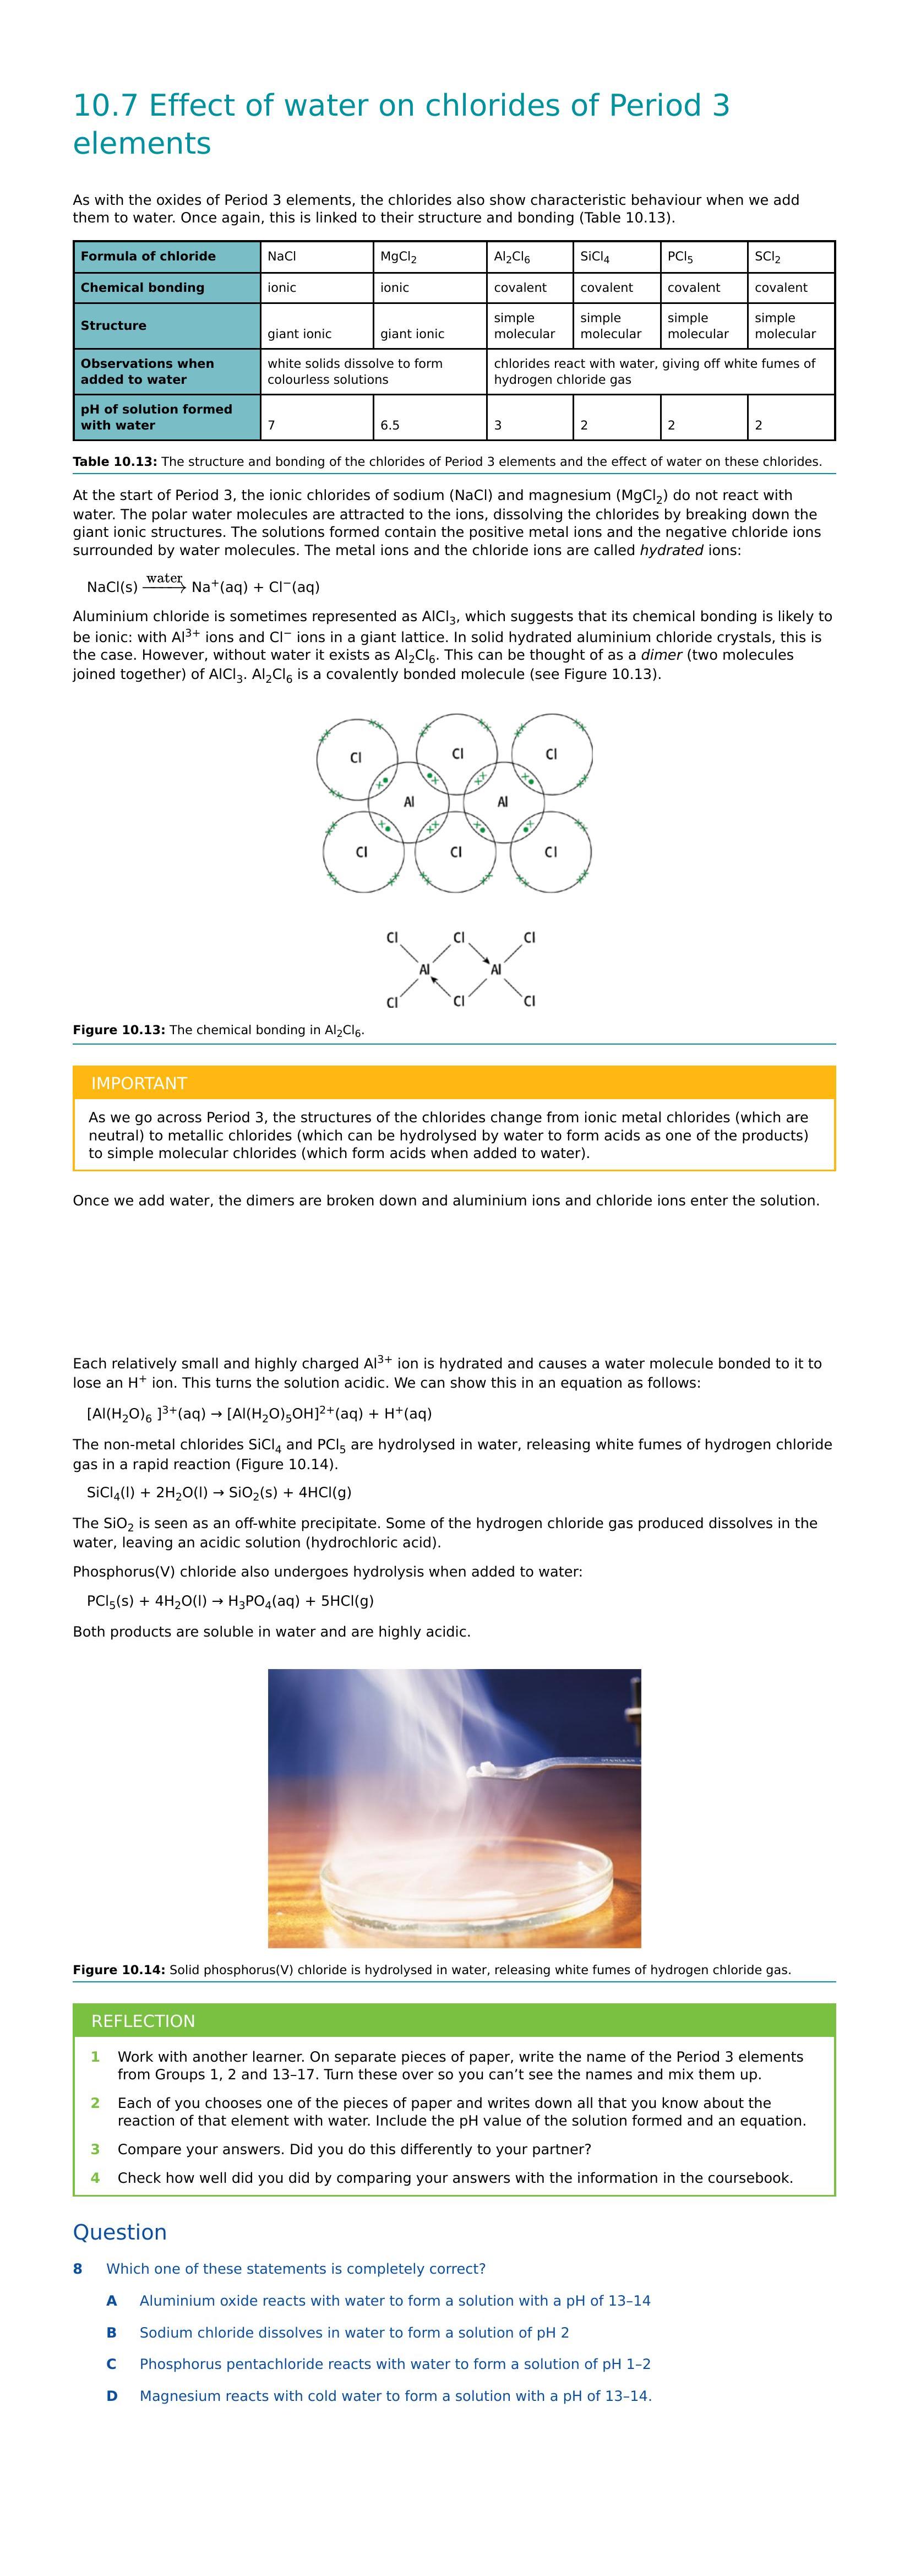 10.7 Effect of water on chlorides of Period 3
elements
As with the oxides of Period 3 elements, the chlorides also show characteristic behaviour when we add
them to water. Once again, this is linked to their structure and bonding (Table 10.13).
Formula of chloride NaCl MgCl₂ Al₂Cl₆ SiCl₄ PCl₅ SCl₂
Chemical bonding ionic ionic covalent covalent covalent covalent
Structure giant ionic giant ionic simple molecular simple molecular simple molecular simple molecular
Observations when added to water white solids dissolve to form colourless solutions chlorides react with water, giving off white fumes of hydrogen chloride gas
pH of solution formed with water 7 6.5 3 2 2 2
Table 10.13: The structure and bonding of the chlorides of Period 3 elements and the effect of water on these chlorides.
At the start of Period 3, the ionic chlorides of sodium (NaCl) and magnesium (MgCl₂) do not react with
water. The polar water molecules are attracted to the ions, dissolving the chlorides by breaking down the
giant ionic structures. The solutions formed contain the positive metal ions and the negative chloride ions
surrounded by water molecules. The metal ions and the chloride ions are called hydrated ions:
NaCl(s) water→ Na⁺(aq) + Cl⁻(aq)
Aluminium chloride is sometimes represented as AlCl₃, which suggests that its chemical bonding is likely to
be ionic: with Al³⁺ ions and Cl⁻ ions in a giant lattice. In solid hydrated aluminium chloride crystals, this is
the case. However, without water it exists as Al₂Cl₆. This can be thought of as a dimer (two molecules
joined together) of AlCl₃. Al₂Cl₆ is a covalently bonded molecule (see Figure 10.13).
Cl Cl Cl
Al Al
Cl Cl Cl
Cl Cl Cl
Al Al
Cl Cl Cl
Figure 10.13: The chemical bonding in Al₂Cl₆.
IMPORTANT
As we go across Period 3, the structures of the chlorides change from ionic metal chlorides (which are
neutral) to metallic chlorides (which can be hydrolysed by water to form acids as one of the products)
to simple molecular chlorides (which form acids when added to water).
Once we add water, the dimers are broken down and aluminium ions and chloride ions enter the solution.
Each relatively small and highly charged Al³⁺ ion is hydrated and causes a water molecule bonded to it to
lose an H⁺ ion. This turns the solution acidic. We can show this in an equation as follows:
[Al(H₂O)₆ ]³⁺(aq) → [Al(H₂O)₅OH]²⁺(aq) + H⁺(aq)
The non-metal chlorides SiCl₄ and PCl₅ are hydrolysed in water, releasing white fumes of hydrogen chloride
gas in a rapid reaction (Figure 10.14).
SiCl₄(l) + 2H₂O(l) → SiO₂(s) + 4HCl(g)
The SiO₂ is seen as an off-white precipitate. Some of the hydrogen chloride gas produced dissolves in the
water, leaving an acidic solution (hydrochloric acid).
Phosphorus(V) chloride also undergoes hydrolysis when added to water:
PCl₅(s) + 4H₂O(l) → H₃PO₄(aq) + 5HCl(g)
Both products are soluble in water and are highly acidic.
Figure 10.14: Solid phosphorus(V) chloride is hydrolysed in water, releasing white fumes of hydrogen chloride gas.
REFLECTION
1 Work with another learner. On separate pieces of paper, write the name of the Period 3 elements
from Groups 1, 2 and 13–17. Turn these over so you can’t see the names and mix them up.
2 Each of you chooses one of the pieces of paper and writes down all that you know about the
reaction of that element with water. Include the pH value of the solution formed and an equation.
3 Compare your answers. Did you do this differently to your partner?
4 Check how well did you did by comparing your answers with the information in the coursebook.
Question
8 Which one of these statements is completely correct?
A Aluminium oxide reacts with water to form a solution with a pH of 13–14
B Sodium chloride dissolves in water to form a solution of pH 2
C Phosphorus pentachloride reacts with water to form a solution of pH 1–2
D Magnesium reacts with cold water to form a solution with a pH of 13–14.